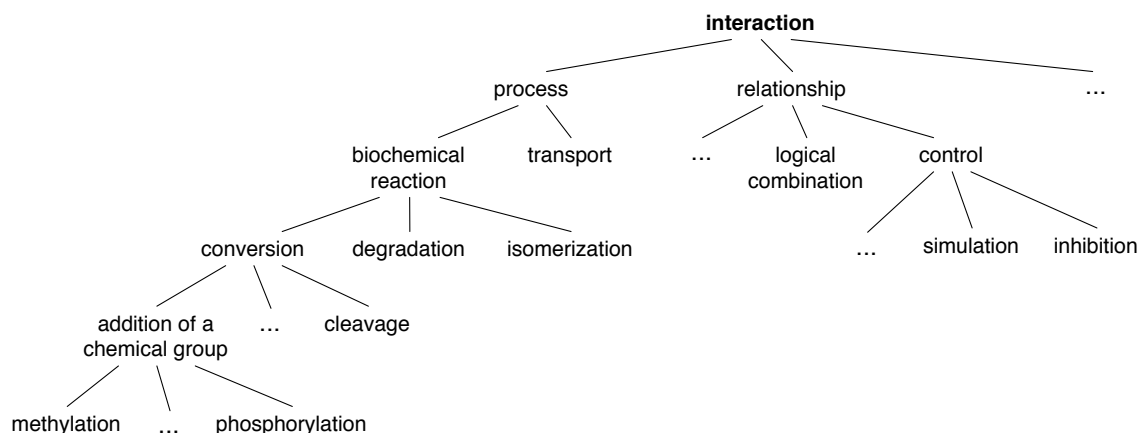 interaction
process relationship ...
biochemical transport ... logical control
reaction combination
conversion degradation isomerization ... simulation inhibition
addition of a ... cleavage
chemical group
methylation ... phosphorylation